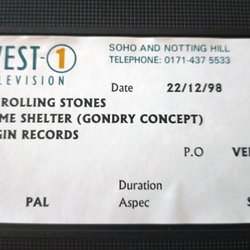 WEST-1
TELEVISION
SOHO AND NOTTING HILL
TELEPHONE: 0171-437 5533
Date 22/12/98
ROLLING STONES
ME SHELTER (GONDRY CONCEPT)
GIN RECORDS
P.O VE
Duration
PAL Aspec S